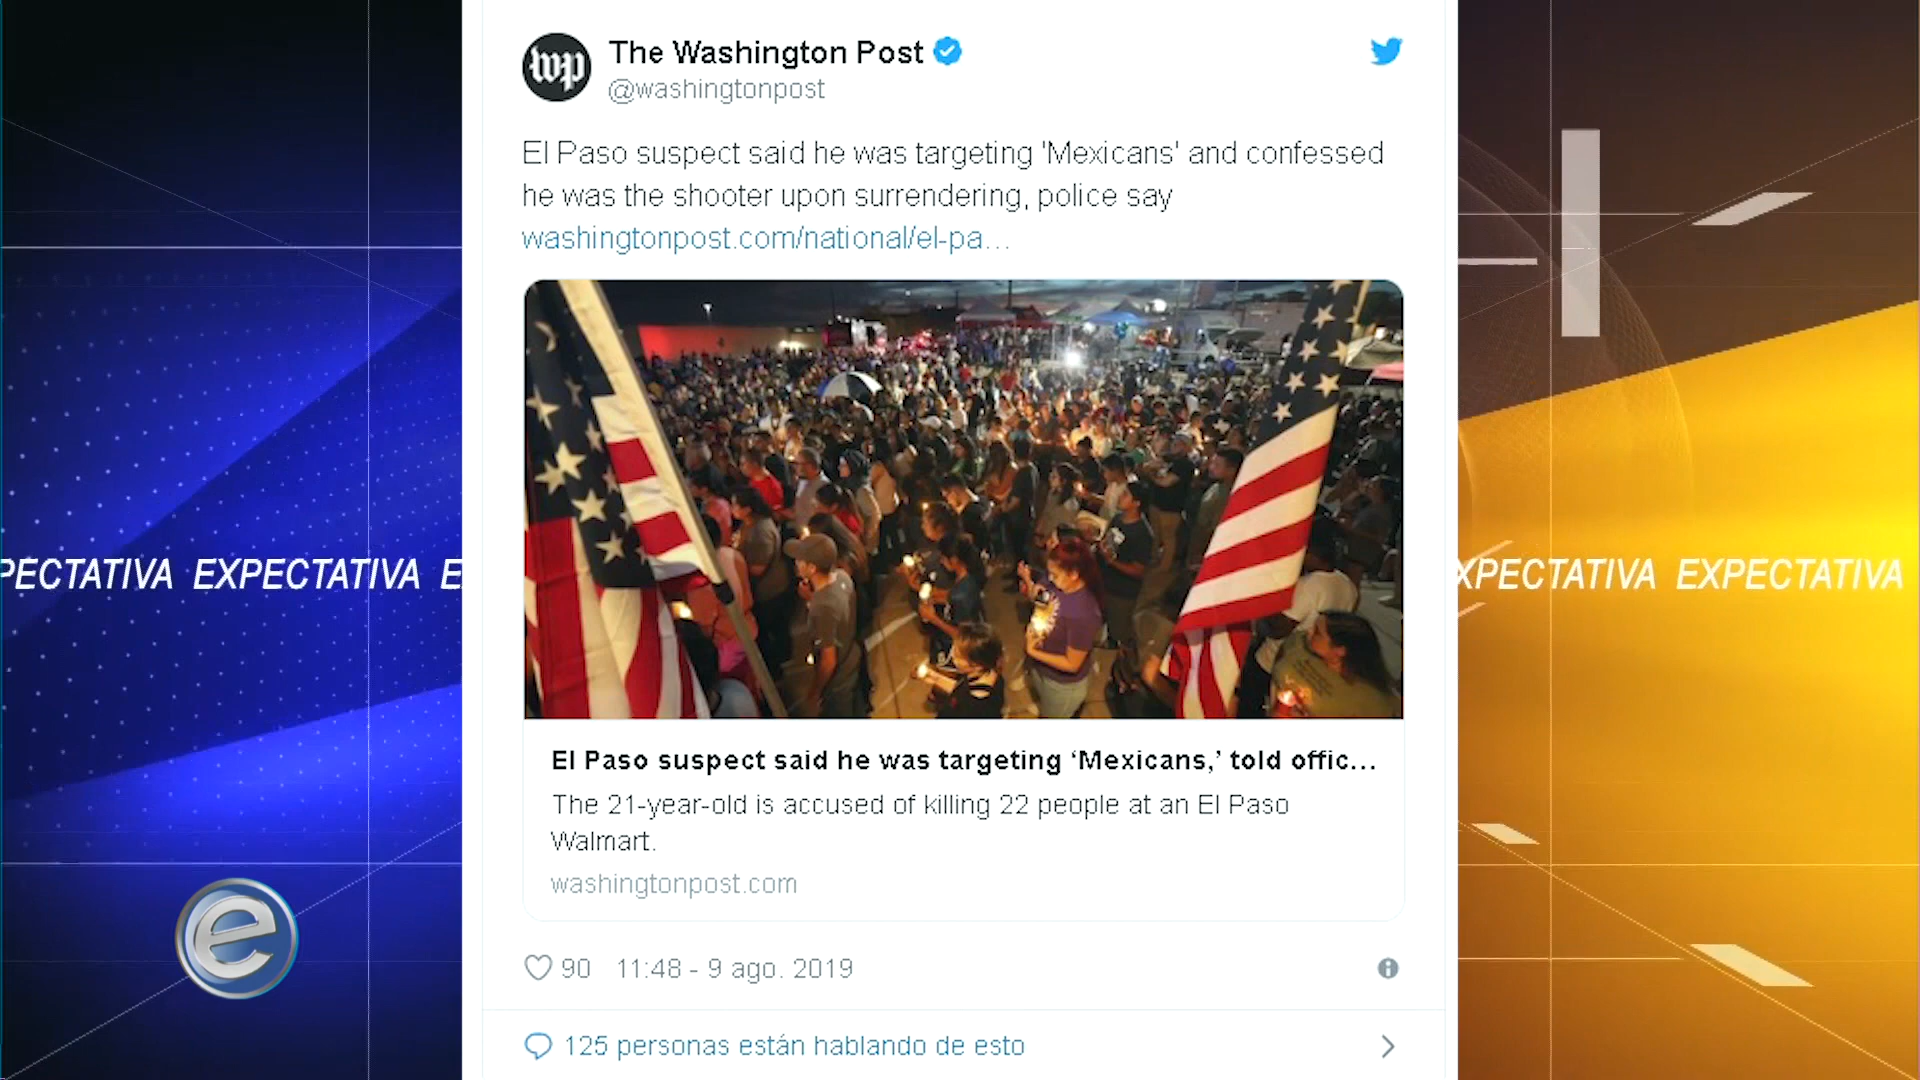 wp
The Washington Post
@washingtonpost
El Paso suspect said he was targeting 'Mexicans' and confessed
he was the shooter upon surrendering, police say
washingtonpost.com/national/el-pa…
PECTATIVA EXPECTATIVA E
XPECTATIVA EXPECTATIVA
El Paso suspect said he was targeting ‘Mexicans,’ told offic...
The 21-year-old is accused of killing 22 people at an El Paso
Walmart.
washingtonpost.com
e
90 11:48 - 9 ago. 2019
125 personas están hablando de esto